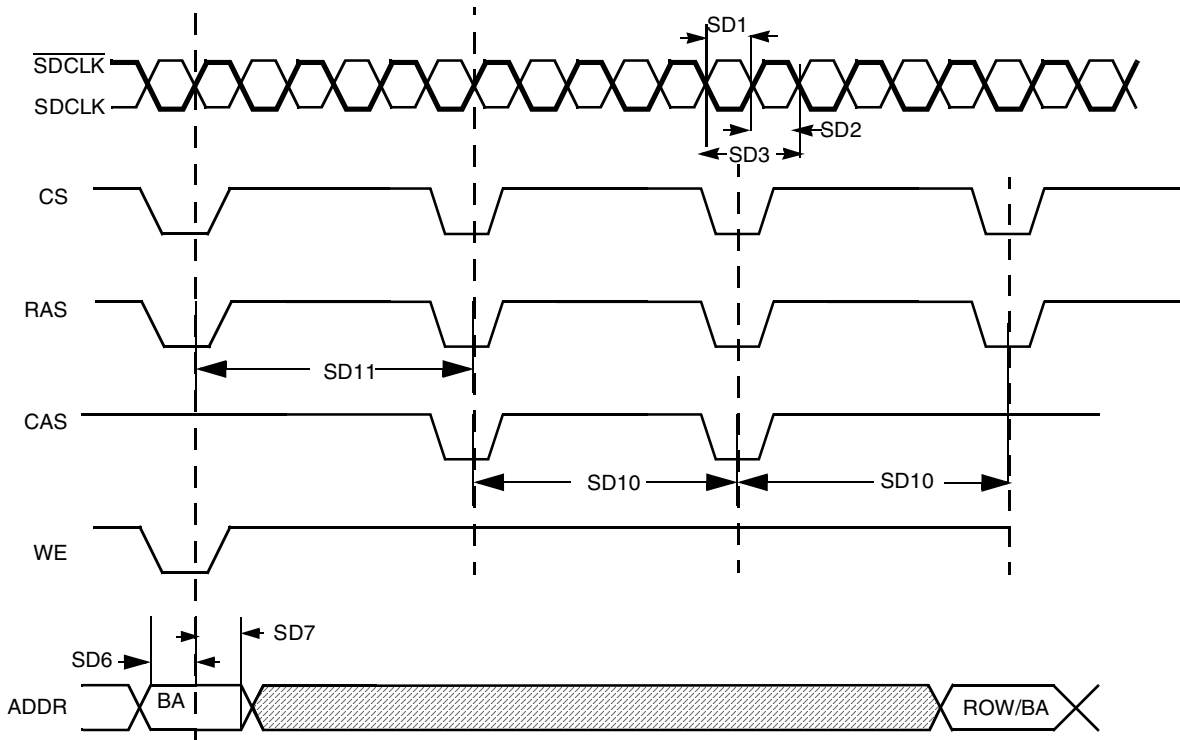 SD1
SDCLK
SDCLK
SD2
SD3
CS
RAS
SD11
CAS
SD10
SD10
WE
SD7
SD6
BA
ADDR
ROW/BA